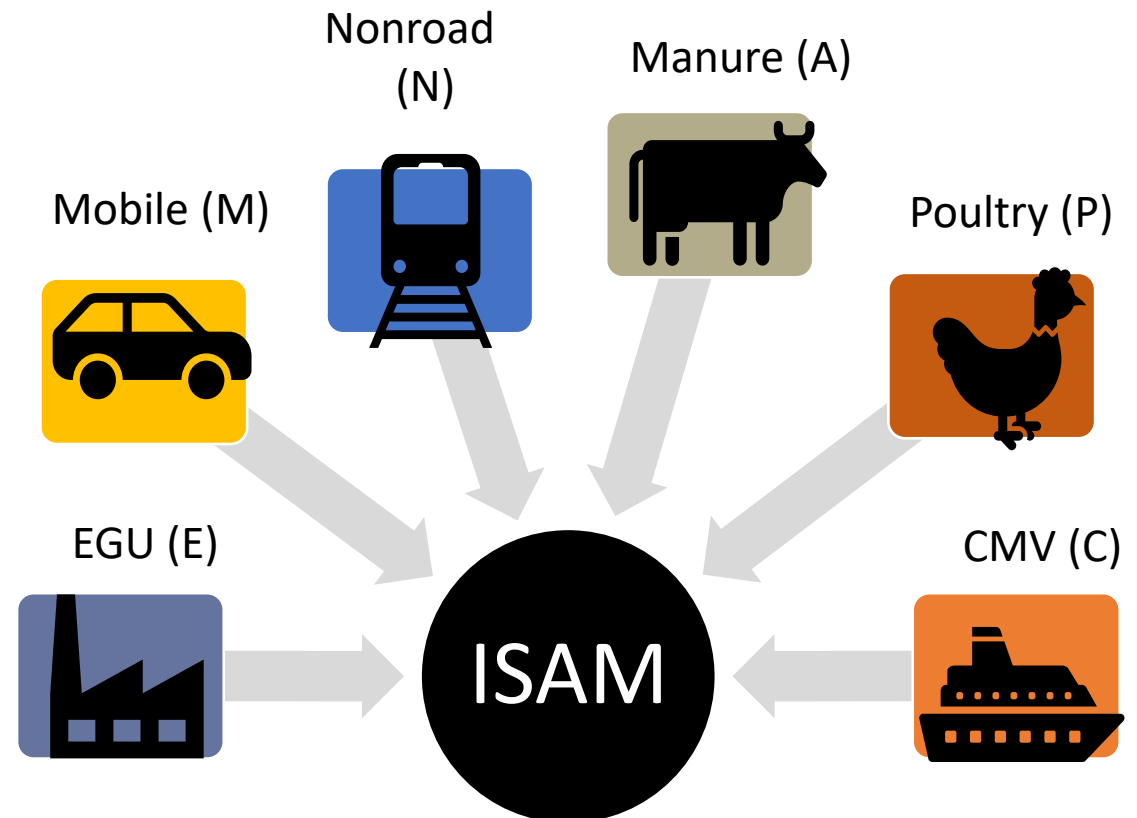 Nonroad
(N)
Manure (A)
Mobile (M)
Poultry (P)
EGU (E)
CMV (C)
ISAM